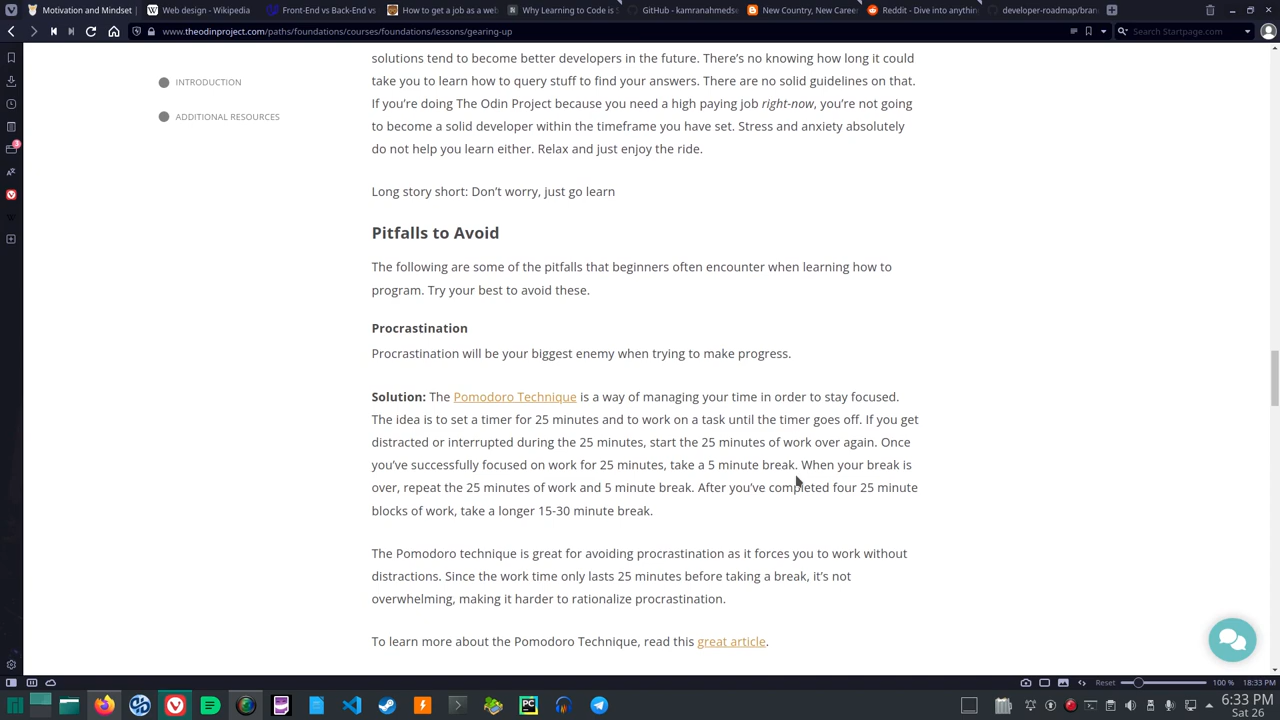 Motivation and Mindset
Web design - Wikipedia
Front-End vs Back-End vs
How to get a job as a web
Why Learning to Code is
GitHub - kamranahmedse
New Country, New Caree
Reddit - Dive into anythin
developer-roadmap/bran
www.theodinproject.com/paths/foundations/courses/foundations/lessons/gearing-up
Search Startpage.com
solutions tend to become better developers in the future. There’s no knowing how long it could
INTRODUCTION
take you to learn how to query stuff to find your answers. There are no solid guidelines on that.
If you’re doing The Odin Project because you need a high paying job right-now, you’re not going
ADDITIONAL RESOURCES
to become a solid developer within the timeframe you have set. Stress and anxiety absolutely
do not help you learn either. Relax and just enjoy the ride.
3
Long story short: Don’t worry, just go learn
Pitfalls to Avoid
The following are some of the pitfalls that beginners often encounter when learning how to
program. Try your best to avoid these.
Procrastination
Procrastination will be your biggest enemy when trying to make progress.
Solution: The Pomodoro Technique is a way of managing your time in order to stay focused.
The idea is to set a timer for 25 minutes and to work on a task until the timer goes off. If you get
distracted or interrupted during the 25 minutes, start the 25 minutes of work over again. Once
you’ve successfully focused on work for 25 minutes, take a 5 minute break. When your break is
over, repeat the 25 minutes of work and 5 minute break. After you’ve completed four 25 minute
blocks of work, take a longer 15-30 minute break.
The Pomodoro technique is great for avoiding procrastination as it forces you to work without
distractions. Since the work time only lasts 25 minutes before taking a break, it’s not
overwhelming, making it harder to rationalize procrastination.
To learn more about the Pomodoro Technique, read this great article.
Reset
100 %
18:33 PM
PC
6:33 PM
Sat 26